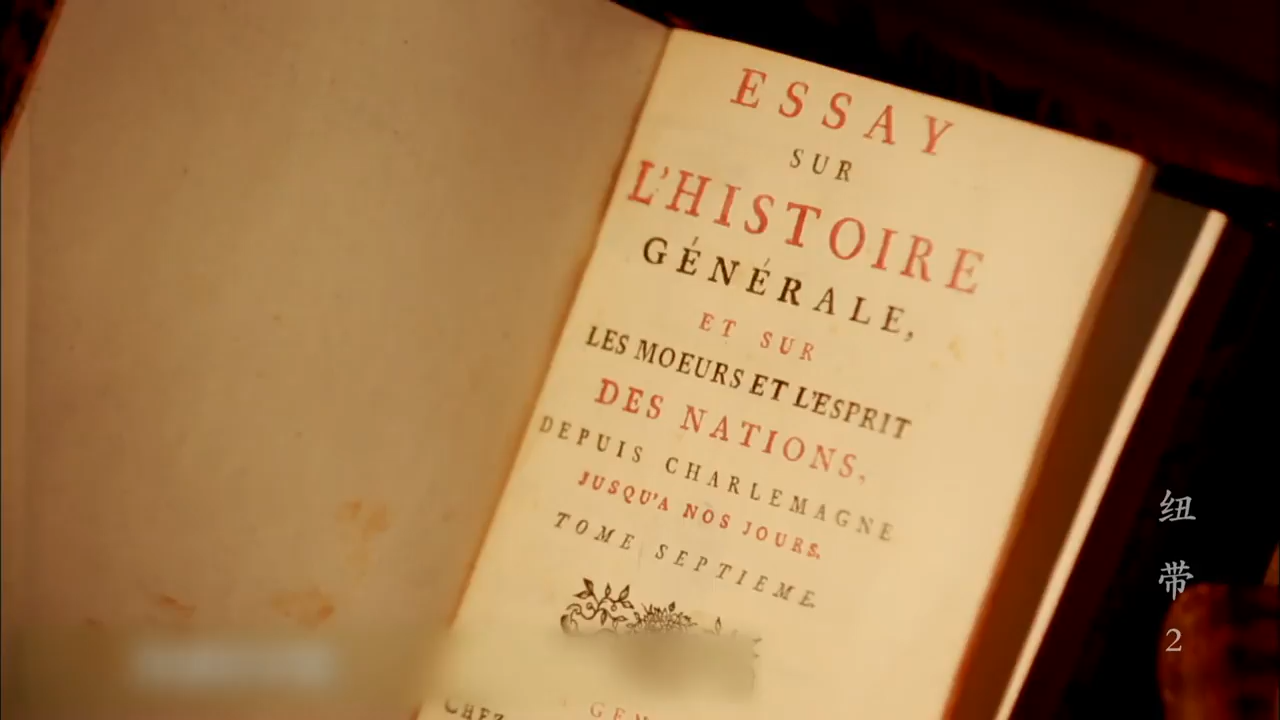 ESSAY
SUR
L'HISTOIRE
GÉNÉRALE,
ET SUR
LES MOEURS ET L'ESPRIT
DES NATIONS,
DEPUIS CHARLEMAGNE
JUSQU'A NOS JOURS.
TOME SEPTIEME.
CHEZ
纽带2